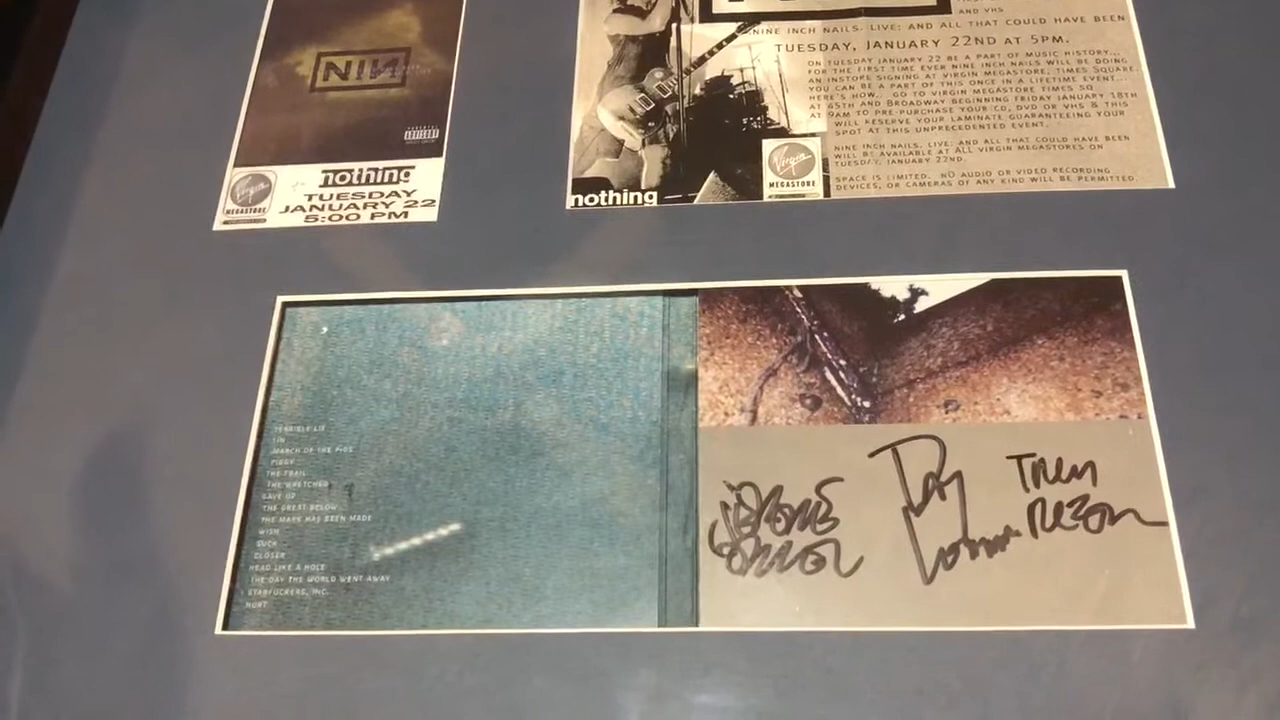 NIN
PARENTAL
ADVISORY
EXPLICIT CONTENT
Virgin
MEGASTORE
nothing
TUESDAY
JANUARY 22
5:00 PM
AND VHS
NINE INCH NAILS. LIVE: AND ALL THAT COULD HAVE BEEN
TUESDAY, JANUARY 22ND AT 5PM.
ON TUESDAY JANUARY 22 BE A PART OF MUSIC HISTORY...
FOR THE FIRST TIME EVER NINE INCH NAILS WILL BE DOING
AN INSTORE SIGNING AT VIRGIN MEGASTORE, TIMES SQUARE.
YOU CAN BE A PART OF THIS ONCE IN A LIFETIME EVENT...
HERE'S HOW... GO TO VIRGIN MEGASTORE TIMES SQ
AT 45TH AND BROADWAY BEGINNING FRIDAY JANUARY 18TH
AT 9AM TO PRE-PURCHASE YOUR CD, DVD OR VHS & THIS
WILL RESERVE YOUR LAMINATE GUARANTEEING YOUR
SPOT AT THIS UNPRECEDENTED EVENT.
NINE INCH NAILS. LIVE: AND ALL THAT COULD HAVE BEEN
WILL BE AVAILABLE AT ALL VIRGIN MEGASTORES ON
TUESDAY, JANUARY 22ND.
SPACE IS LIMITED. NO AUDIO OR VIDEO RECORDING
DEVICES, OR CAMERAS OF ANY KIND WILL BE PERMITTED.
Virgin
MEGASTORE
nothing
TERRIBLE LIE
SIN
MARCH OF THE PIGS
PIGGY
THE FRAIL
THE WRETCHED
GAVE UP
THE GREAT BELOW
THE MARK HAS BEEN MADE
WISH
SUCK
CLOSER
HEAD LIKE A HOLE
THE DAY THE WORLD WENT AWAY
STARFUCKERS, INC.
HURT